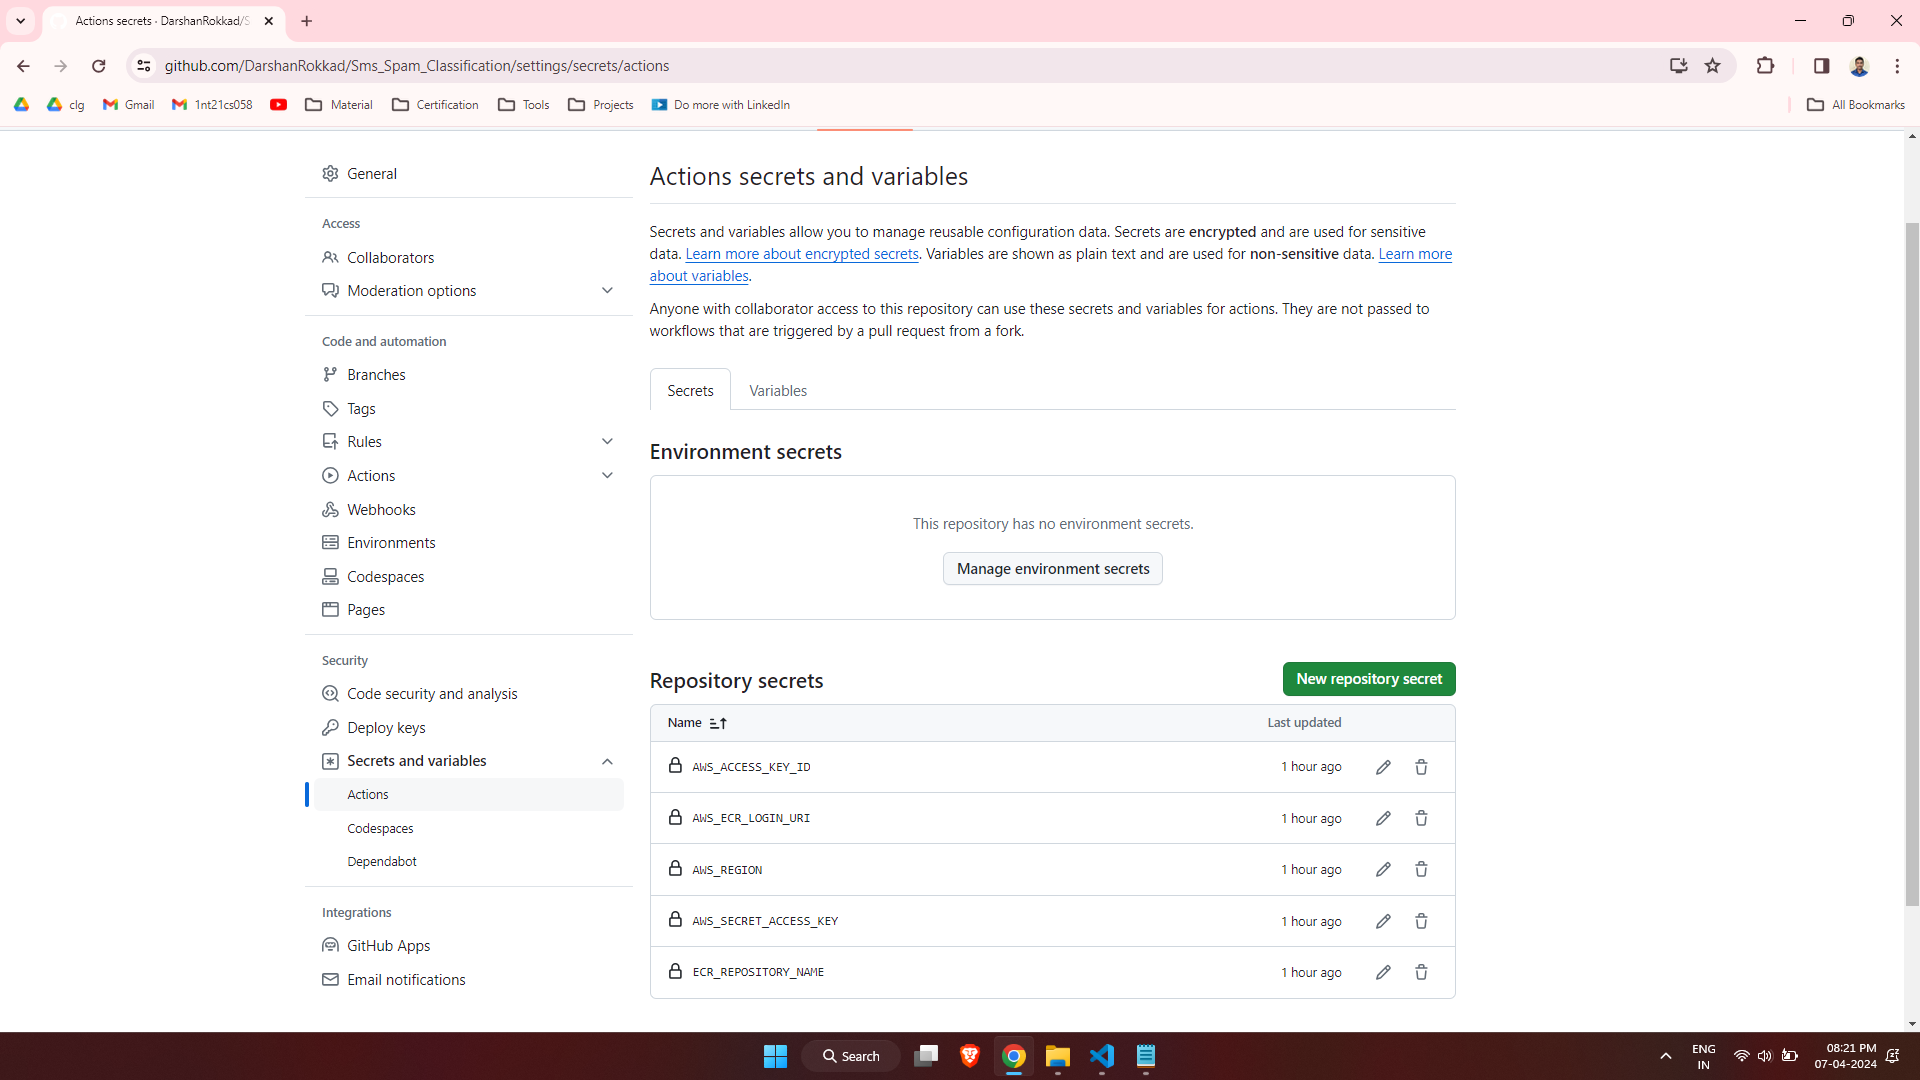 Actions secrets · DarshanRokkad/S
github.com/DarshanRokkad/Sms_Spam_Classification/settings/secrets/actions
clg
Gmail
1nt21cs058
Material
Certification
Tools
Projects
Do more with LinkedIn
All Bookmarks
General
Access
Collaborators
Moderation options
Code and automation
Branches
Tags
Rules
Actions
Webhooks
Environments
Codespaces
Pages
Security
Code security and analysis
Deploy keys
Secrets and variables
Actions
Codespaces
Dependabot
Integrations
GitHub Apps
Email notifications
Actions secrets and variables
Secrets and variables allow you to manage reusable configuration data. Secrets are encrypted and are used for sensitive
data. Learn more about encrypted secrets. Variables are shown as plain text and are used for non-sensitive data. Learn more
about variables.
Anyone with collaborator access to this repository can use these secrets and variables for actions. They are not passed to
workflows that are triggered by a pull request from a fork.
Secrets Variables
Environment secrets
This repository has no environment secrets.
Manage environment secrets
Repository secrets New repository secret
Name Last updated
AWS_ACCESS_KEY_ID 1 hour ago
AWS_ECR_LOGIN_URI 1 hour ago
AWS_REGION 1 hour ago
AWS_SECRET_ACCESS_KEY 1 hour ago
ECR_REPOSITORY_NAME 1 hour ago
Search
ENG
IN
08:21 PM
07-04-2024